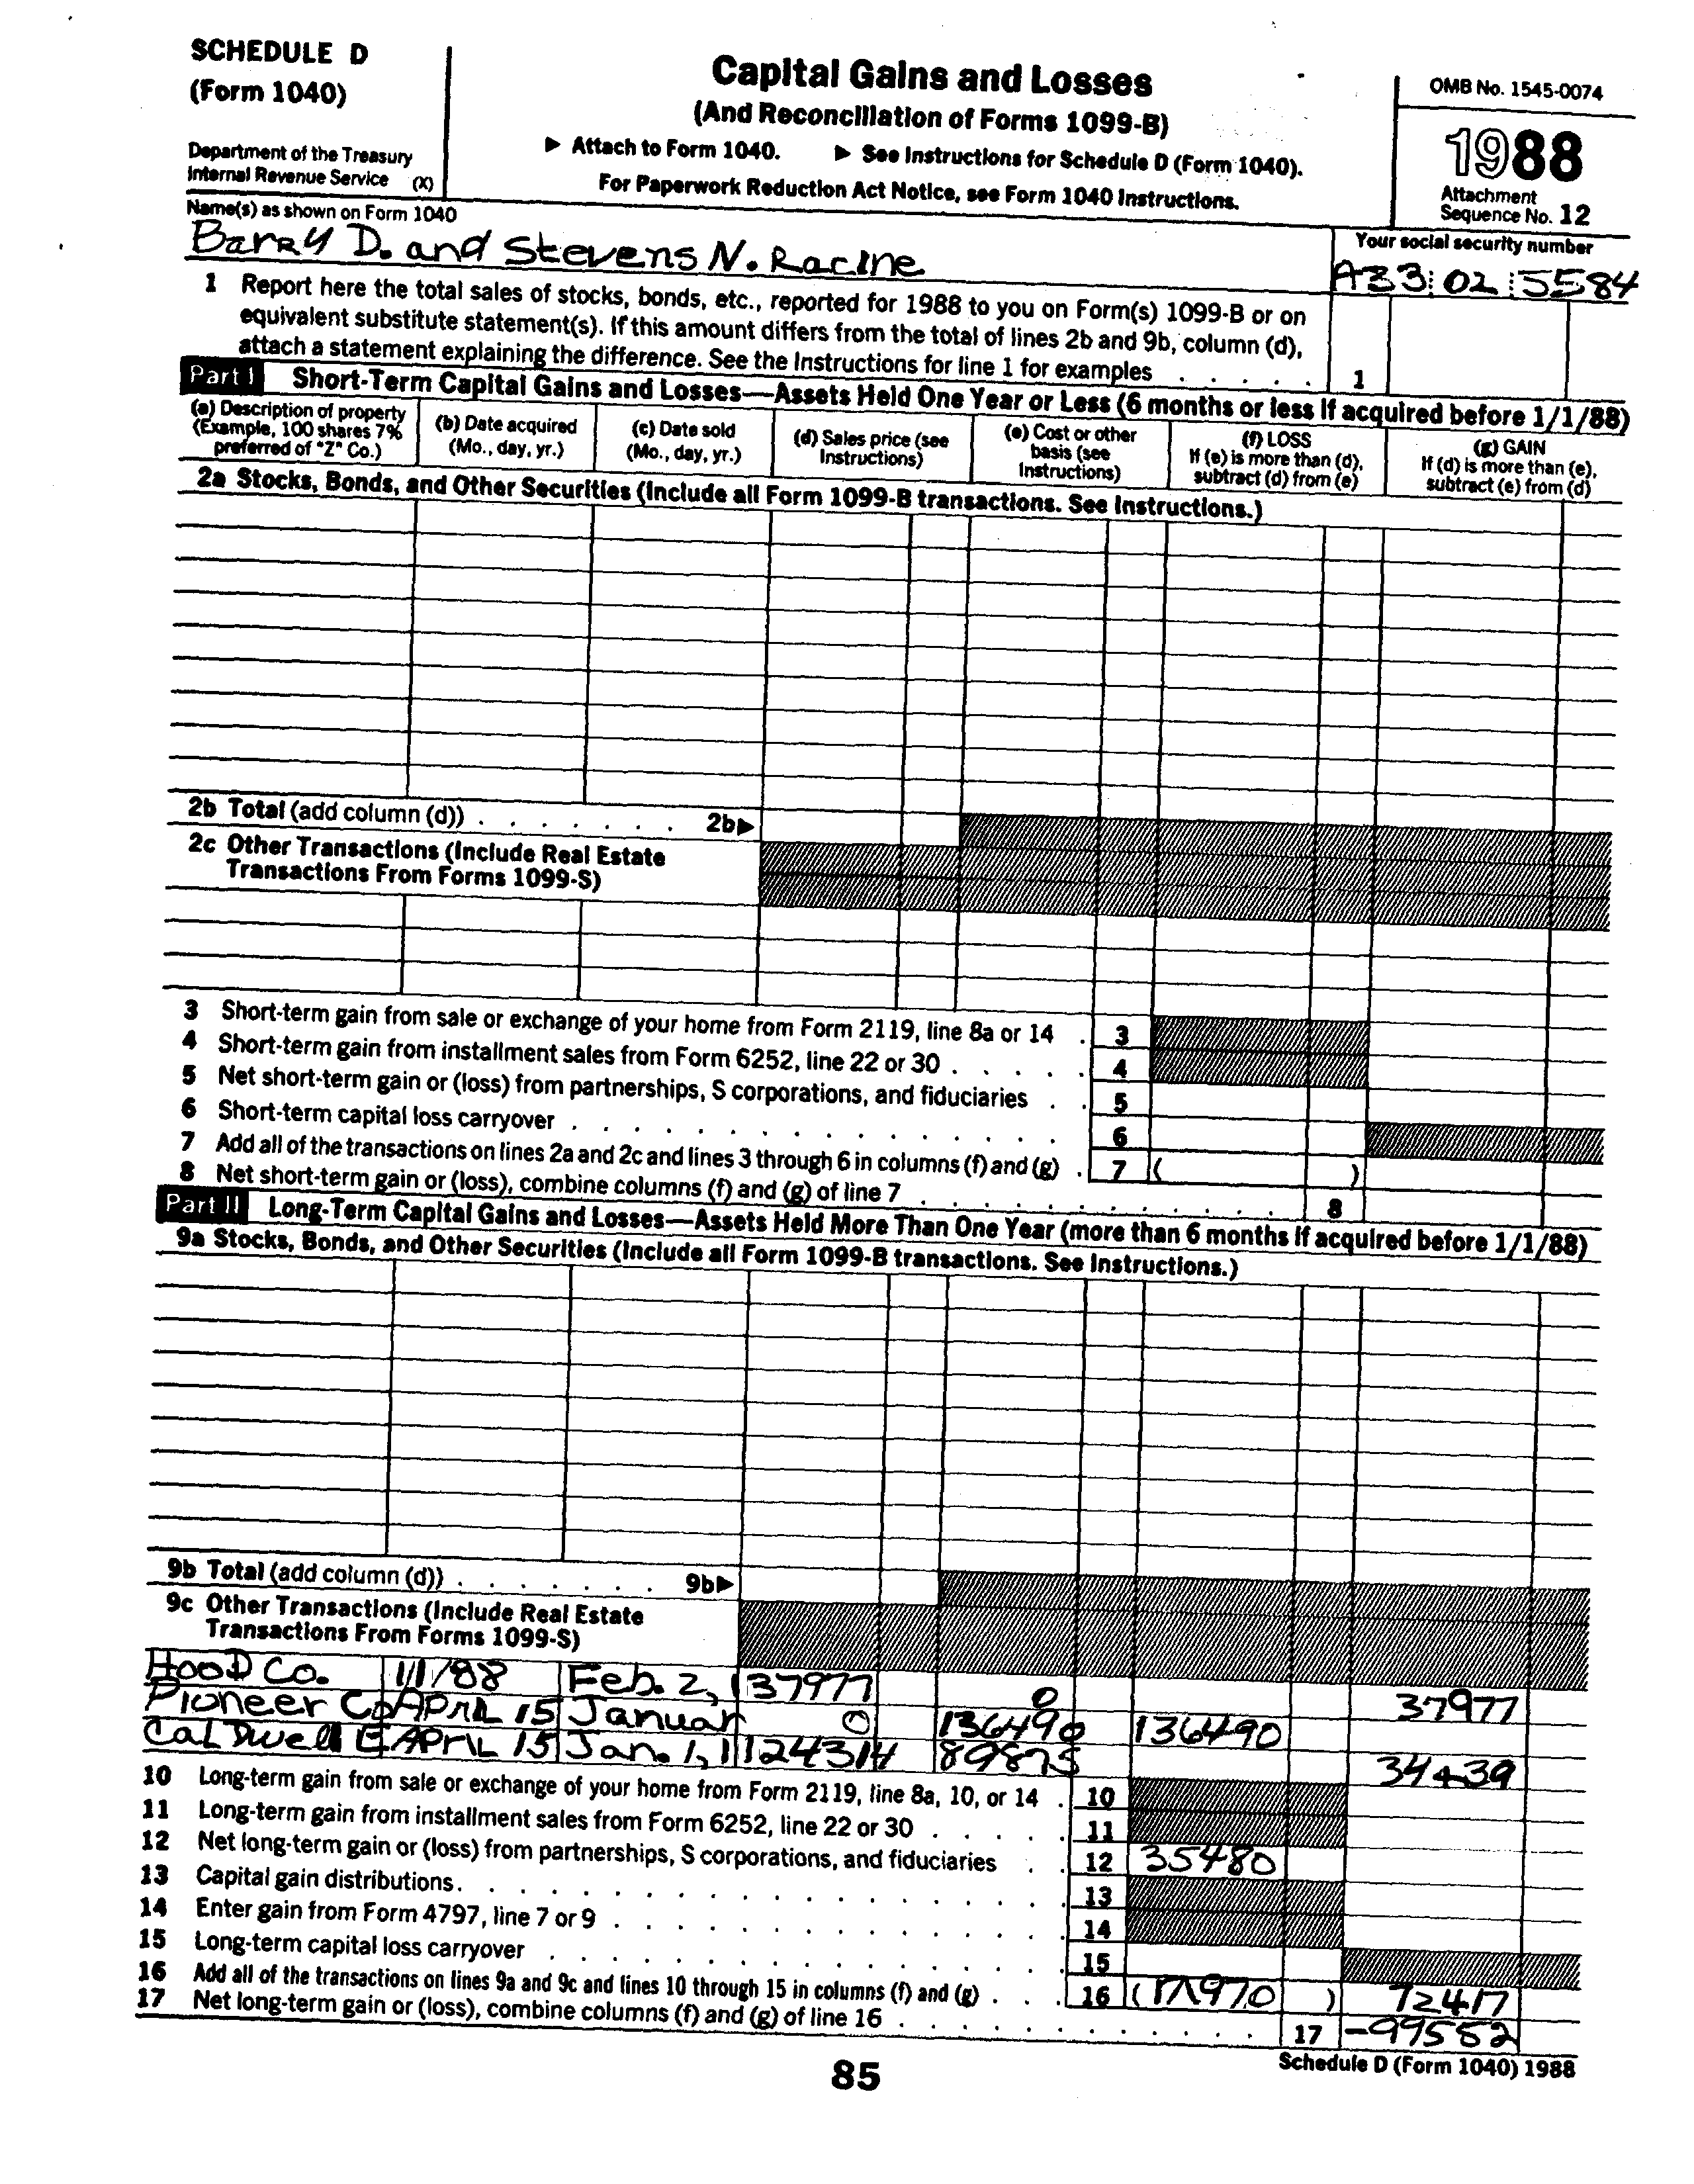 SCHEDULE D
(Form 1040)
Department of the Treasury
Internal Revenue Service (X)
Capital Gains and Losses
(And Reconciliation of Forms 1099-B)
▶ Attach to Form 1040. ▶ See Instructions for Schedule D (Form 1040).
For Paperwork Reduction Act Notice, see Form 1040 Instructions.
OMB No. 1545-0074
1988
Attachment
Sequence No. 12
Name(s) as shown on Form 1040
Barry D. and Stevens N. Racine
Your social security number
A33 02 5584
1 Report here the total sales of stocks, bonds, etc., reported for 1988 to you on Form(s) 1099-B or on
equivalent substitute statement(s). If this amount differs from the total of lines 2b and 9b, column (d),
attach a statement explaining the difference. See the Instructions for line 1 for examples . . . . . 1
Part I Short-Term Capital Gains and Losses—Assets Held One Year or Less (6 months or less if acquired before 1/1/88)
(a) Description of property
(Example, 100 shares 7%
preferred of "Z" Co.)
(b) Date acquired
(Mo., day, yr.)
(c) Date sold
(Mo., day, yr.)
(d) Sales price (see
Instructions)
(e) Cost or other
basis (see
Instructions)
(f) LOSS
If (e) is more than (d),
subtract (d) from (e)
(g) GAIN
If (d) is more than (e),
subtract (e) from (d)
2a Stocks, Bonds, and Other Securities (Include all Form 1099-B transactions. See Instructions.)
2b Total (add column (d)) . . . . . . . 2b▶
2c Other Transactions (Include Real Estate
Transactions From Forms 1099-S)
3 Short-term gain from sale or exchange of your home from Form 2119, line 8a or 14 . 3
4 Short-term gain from installment sales from Form 6252, line 22 or 30 . . . . . 4
5 Net short-term gain or (loss) from partnerships, S corporations, and fiduciaries . . 5
6 Short-term capital loss carryover . . . . . . . . . . . . . . 6
7 Add all of the transactions on lines 2a and 2c and lines 3 through 6 in columns (f) and (g) . 7 ( )
8 Net short-term gain or (loss), combine columns (f) and (g) of line 7 . . . . . . . . . . . . 8
Part II Long-Term Capital Gains and Losses—Assets Held More Than One Year (more than 6 months if acquired before 1/1/88)
9a Stocks, Bonds, and Other Securities (Include all Form 1099-B transactions. See Instructions.)
9b Total (add column (d)) . . . . . . . 9b▶
9c Other Transactions (Include Real Estate
Transactions From Forms 1099-S)
Hood Co. 1/1/88 Feb. 2, 37977 0 37977
Pioneer Co April 15 Januar 0 136490 136490
Caldwell E April 15 Jan. 1, 1 124314 89875 34439
10 Long-term gain from sale or exchange of your home from Form 2119, line 8a, 10, or 14 . 10
11 Long-term gain from installment sales from Form 6252, line 22 or 30 . . . . . 11
12 Net long-term gain or (loss) from partnerships, S corporations, and fiduciaries . . 12 35480
13 Capital gain distributions. . . . . . . . . . . . . . . . . 13
14 Enter gain from Form 4797, line 7 or 9 . . . . . . . . . . . . 14
15 Long-term capital loss carryover . . . . . . . . . . . . . . 15
16 Add all of the transactions on lines 9a and 9c and lines 10 through 15 in columns (f) and (g) . . . 16 ( 171970 ) 72417
17 Net long-term gain or (loss), combine columns (f) and (g) of line 16 . . . . . . . . . . . . 17 -99552
Schedule D (Form 1040) 1988
85